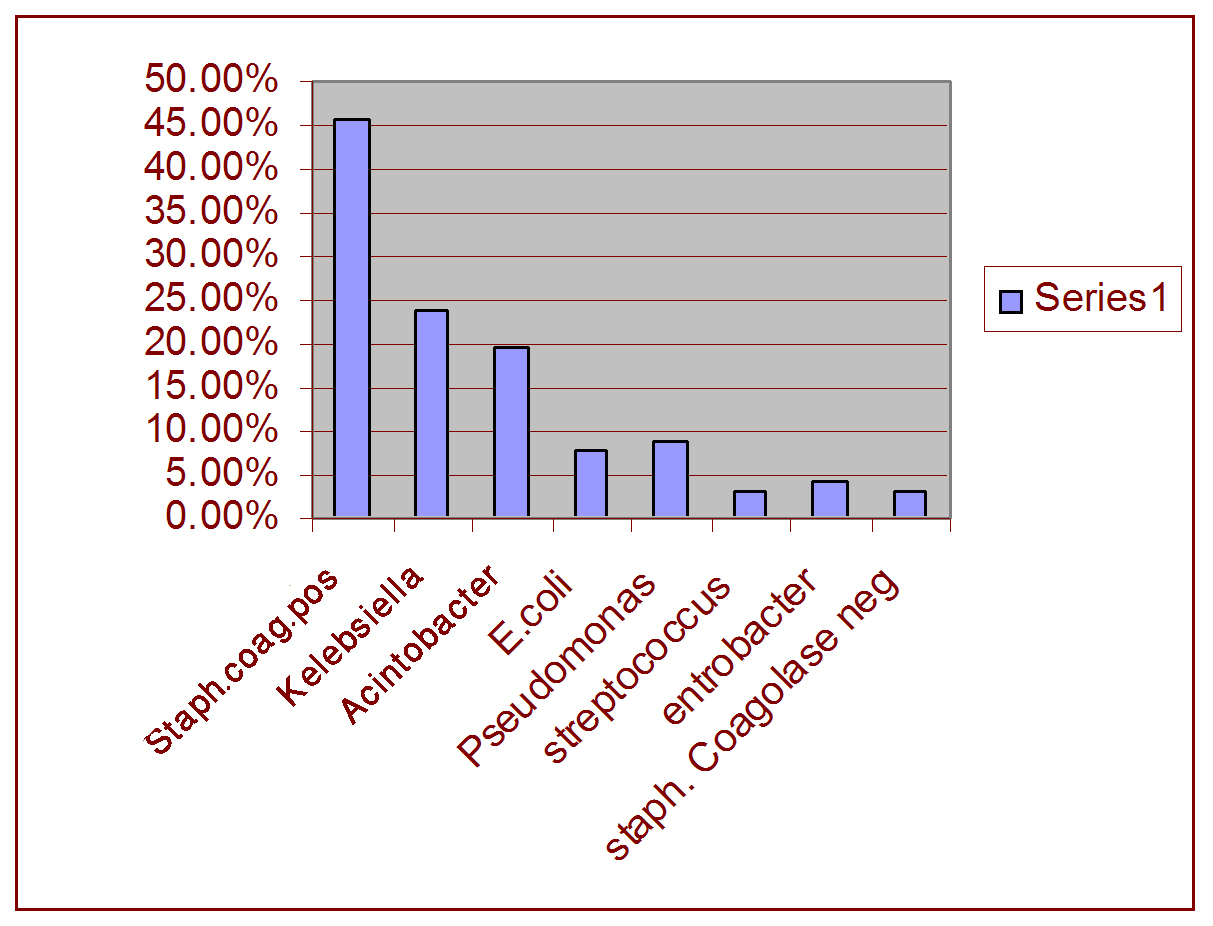 50.00%
45.00%
40.00%
35.00%
30.00%
25.00%
20.00%
15.00%
10.00%
5.00%
0.00%
Staph.coag.pos
Kelebsiella
Acintobacter
E.coli
Pseudomonas
streptococcus
entrobacter
staph. Coagolase neg
Series1